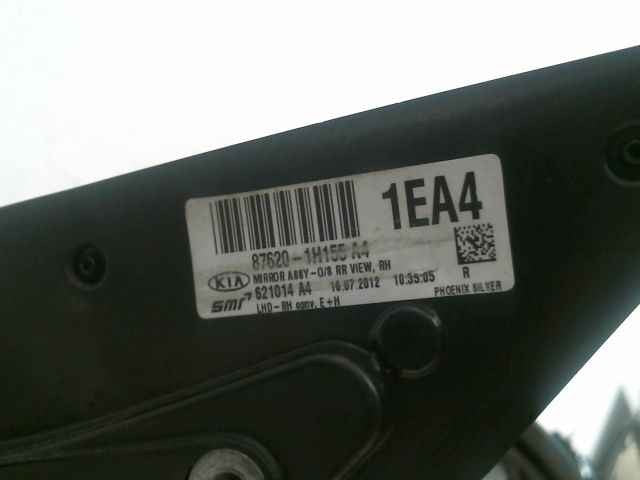 1EA4
87620-1H155 A4
KIA MIRROR ASSY-O/S RR VIEW, RH
SMR 621014 A4 16.07.2012 10:35:05 R
LHD-RH conv. E+H PHOENIX SILVER